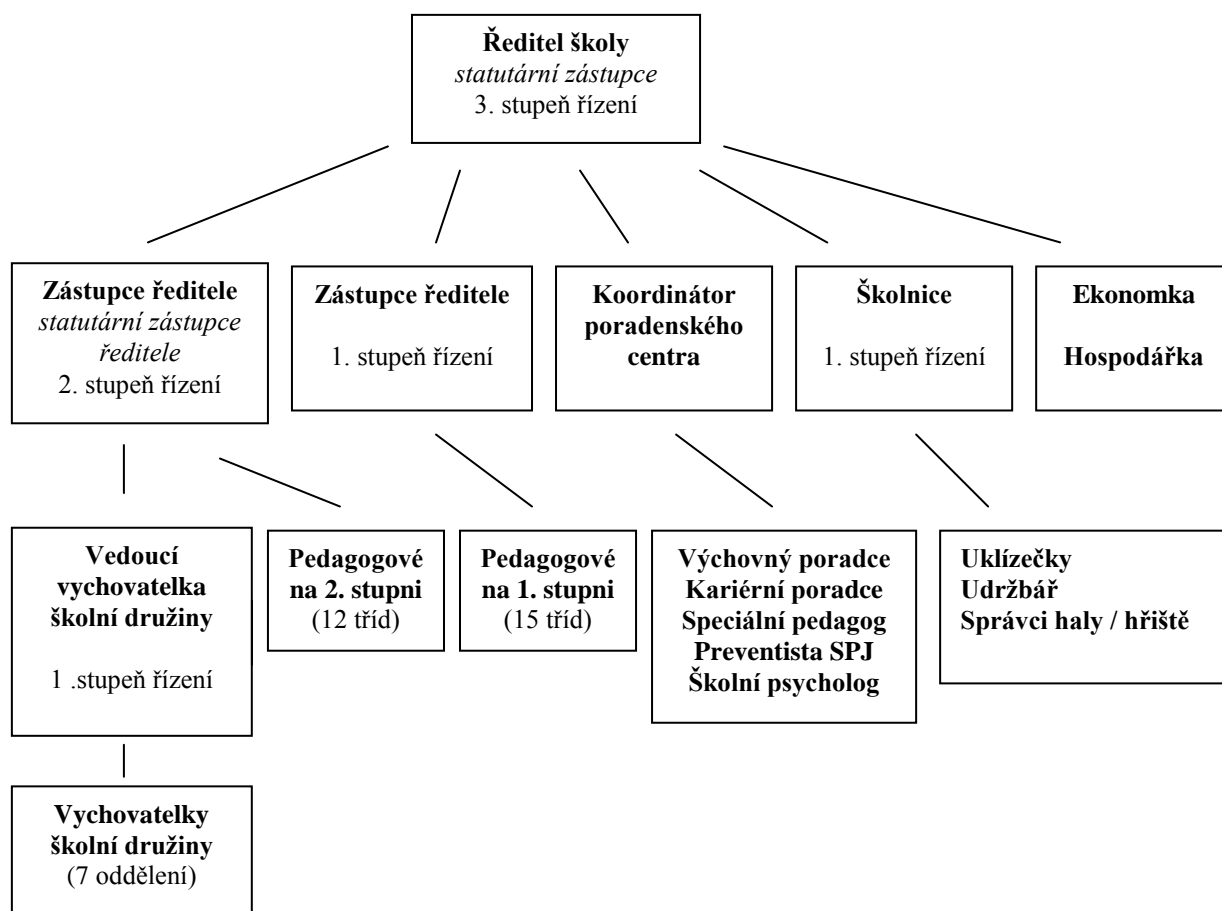 Ředitel školy
statutární zástupce
3. stupeň řízení
Zástupce ředitele
statutární zástupce
ředitele
2. stupeň řízení
Zástupce ředitele
1. stupeň řízení
Koordinátor
poradenského
centra
Školnice
1. stupeň řízení
Ekonomka
Hospodářka
Vedoucí
vychovatelka
školní družiny
1 .stupeň řízení
Pedagogové
na 2. stupni
(12 tříd)
Pedagogové
na 1. stupni
(15 tříd)
Výchovný poradce
Kariérní poradce
Speciální pedagog
Preventista SPJ
Školní psycholog
Uklízečky
Udržbář
Správci haly / hřiště
Vychovatelky
školní družiny
(7 oddělení)